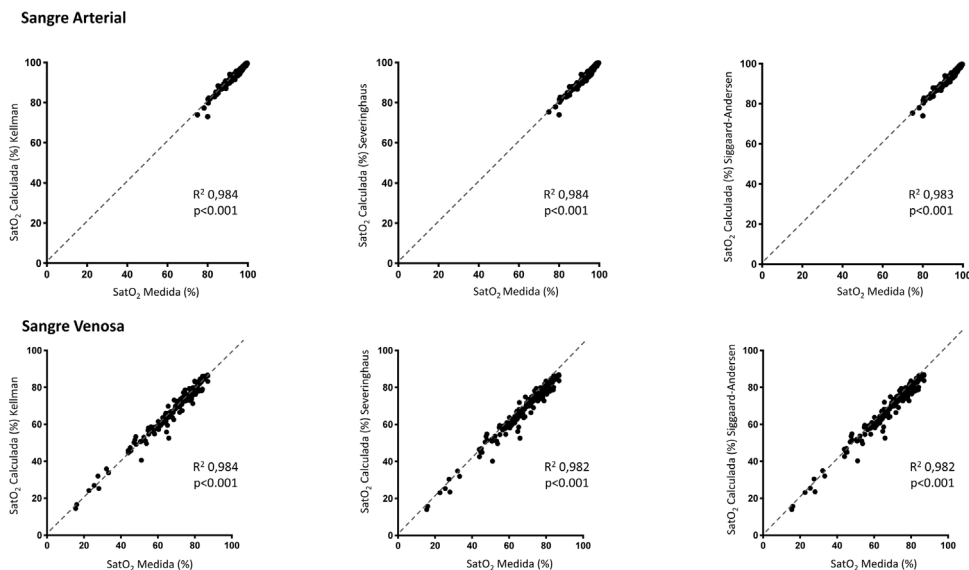 Sangre Arterial
SatO2 Calculada (%) Kellman
100
80
60
40
20
0
0 20 40 60 80 100
SatO2 Medida (%)
R2 0,984
p<0.001
SatO2 Calculada (%) Severinghaus
100
80
60
40
20
0
0 20 40 60 80 100
SatO2 Medida (%)
R2 0,984
p<0.001
SatO2 Calculada (%) Siggaard-Andersen
100
80
60
40
20
0
0 20 40 60 80 100
SatO2 Medida (%)
R2 0,983
p<0.001
Sangre Venosa
SatO2 Calculada (%) Kellman
100
80
60
40
20
0
0 20 40 60 80 100
SatO2 Medida (%)
R2 0,984
p<0.001
SatO2 Calculada (%) Severinghaus
100
80
60
40
20
0
0 20 40 60 80 100
SatO2 Medida (%)
R2 0,982
p<0.001
SatO2 Calculada (%) Siggaard-Andersen
100
80
60
40
20
0
0 20 40 60 80 100
SatO2 Medida (%)
R2 0,982
p<0.001